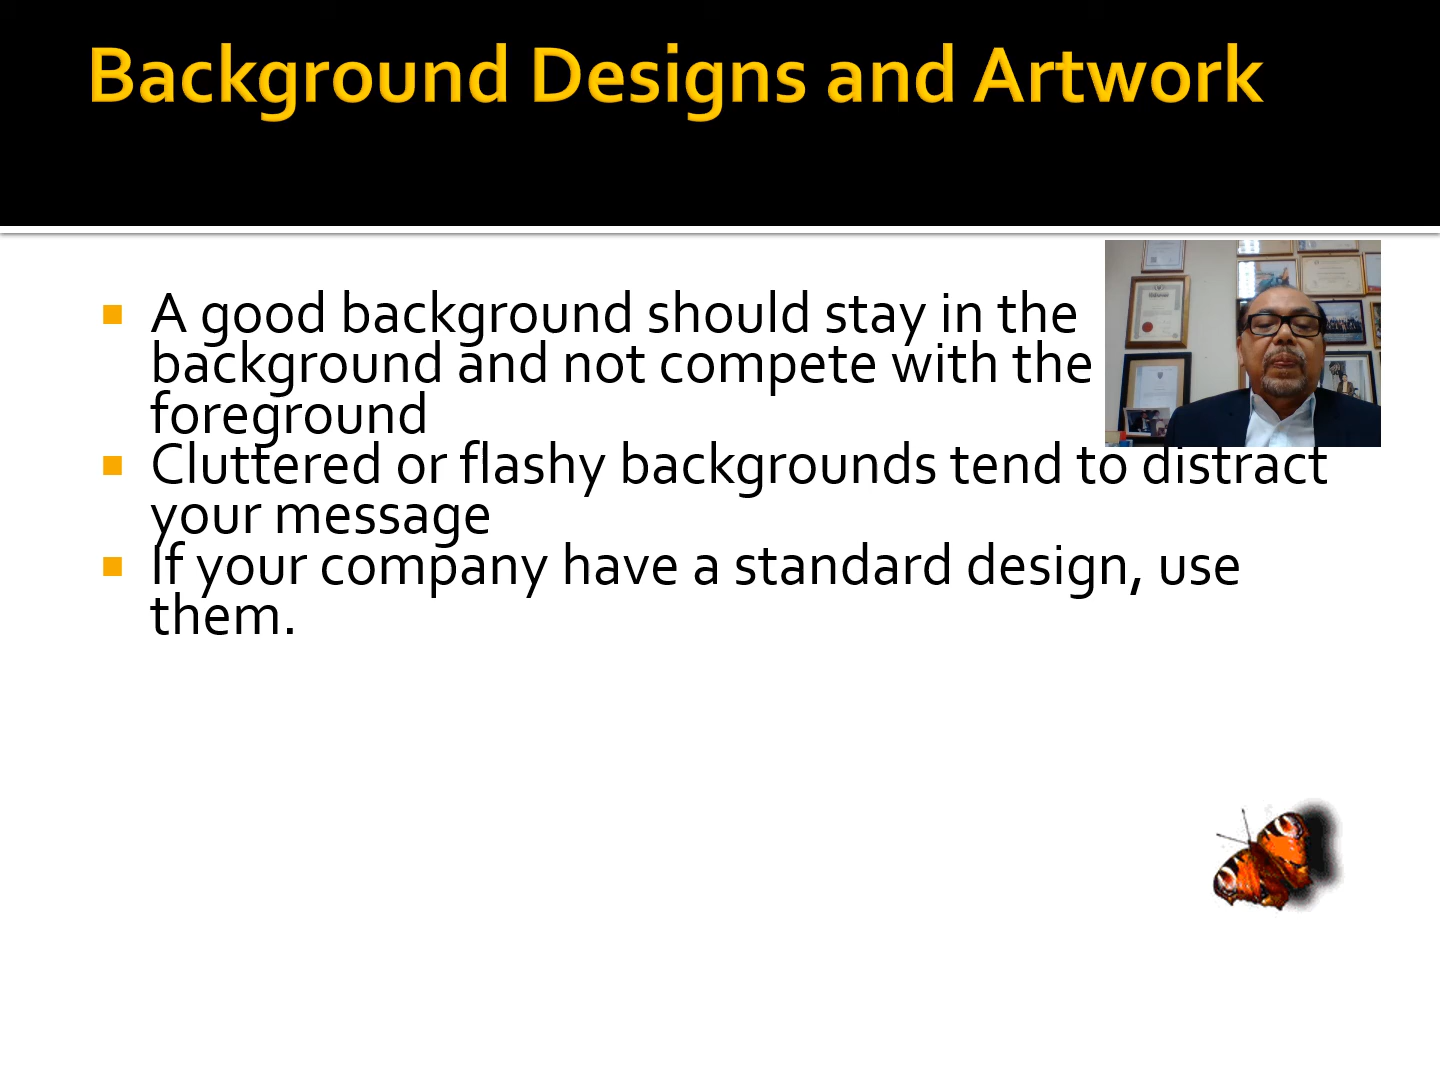 Background Designs and Artwork
A good background should stay in the
background and not compete with the
foreground
Cluttered or flashy backgrounds tend to distract
your message
If your company have a standard design, use
them.